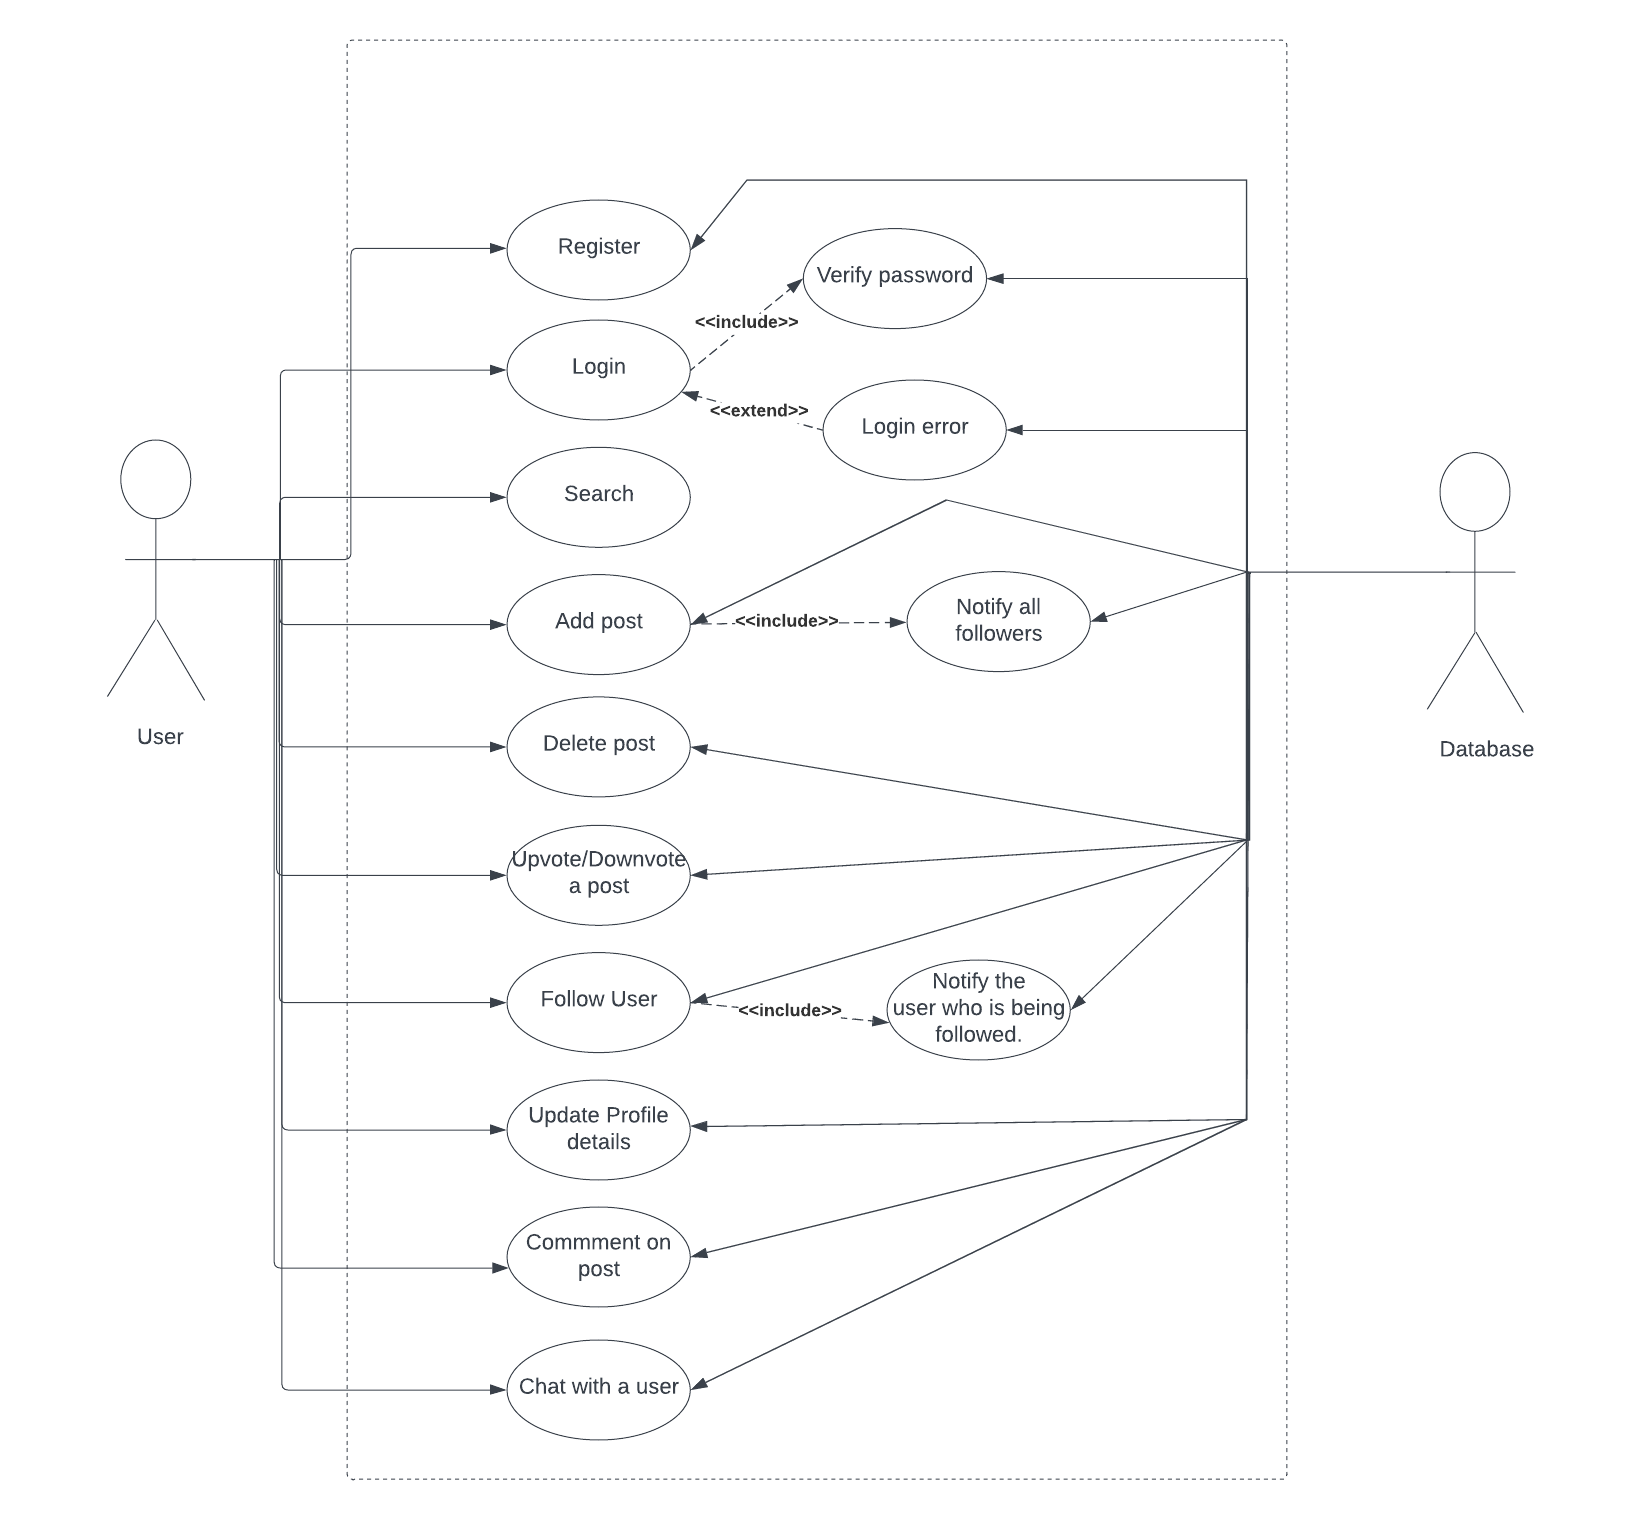 Register
Verify password
<<include>>
Login
<<extend>>
Login error
Search
Add post
<<include>>
Notify all
followers
User
Database
Delete post
Upvote/Downvote
a post
Follow User
<<include>>
Notify the
user who is being
followed.
Update Profile
details
Commment on
post
Chat with a user